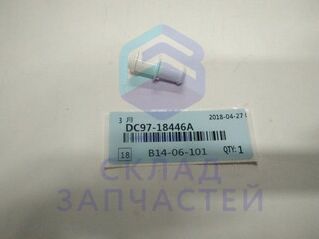 3 月 2018-04-27
DC97-18446A
18 B14-06-101 QTY:1
СКЛАД
ЗАПЧАСТЕЙ